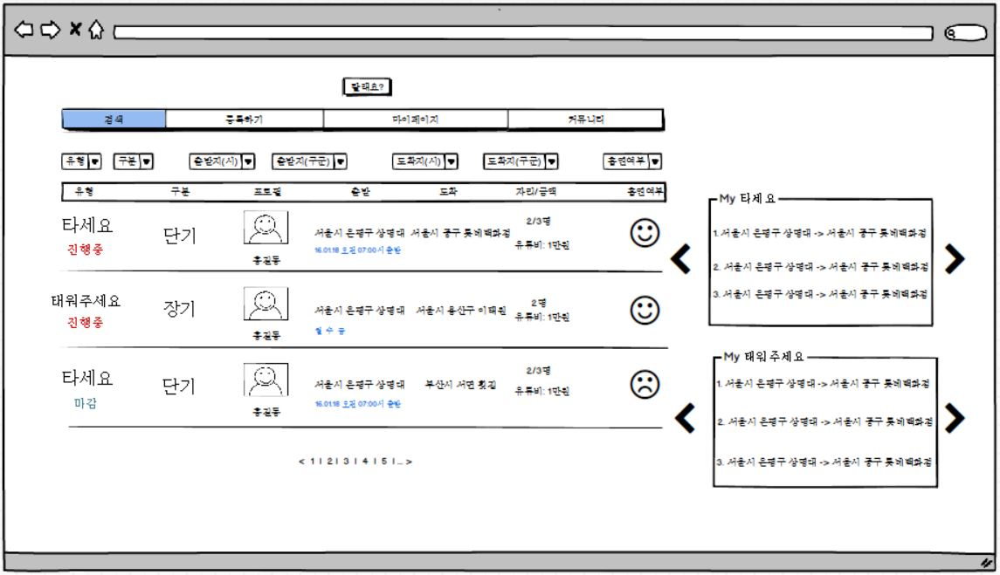 탈래요?
검색 등록하기 마이페이지 커뮤니티
유형 구분 출발지(시) 출발지(구군) 도착지(시) 도착지(구군) 흡연여부
유형 구분 프로필 출발 도착 자리/금액 흡연여부
타세요
진행중
단기
홍길동
서울시 은평구 상명대
16.01.18 오전 07:00시 출발
서울시 중구 롯데백화점
2/3명
유류비: 1만원
태워주세요
진행중
장기
홍길동
서울시 은평구 상명대
월 수 금
서울시 용산구 이태원
2명
유류비: 1만원
타세요
마감
단기
홍길동
서울시 은평구 상명대
16.01.18 오전 07:00시 출발
부산시 서면 횟집
2/3명
유류비: 1만원
< 1 | 2 | 3 | 4 | 5 |... >
My 타세요
1. 서울시 은평구 상명대 -> 서울시 중구 롯데백화점
2. 서울시 은평구 상명대 -> 서울시 중구 롯데백화점
3. 서울시 은평구 상명대 -> 서울시 중구 롯데백화점
My 태워주세요
1. 서울시 은평구 상명대 -> 서울시 중구 롯데백화점
2. 서울시 은평구 상명대 -> 서울시 중구 롯데백화점
3. 서울시 은평구 상명대 -> 서울시 중구 롯데백화점